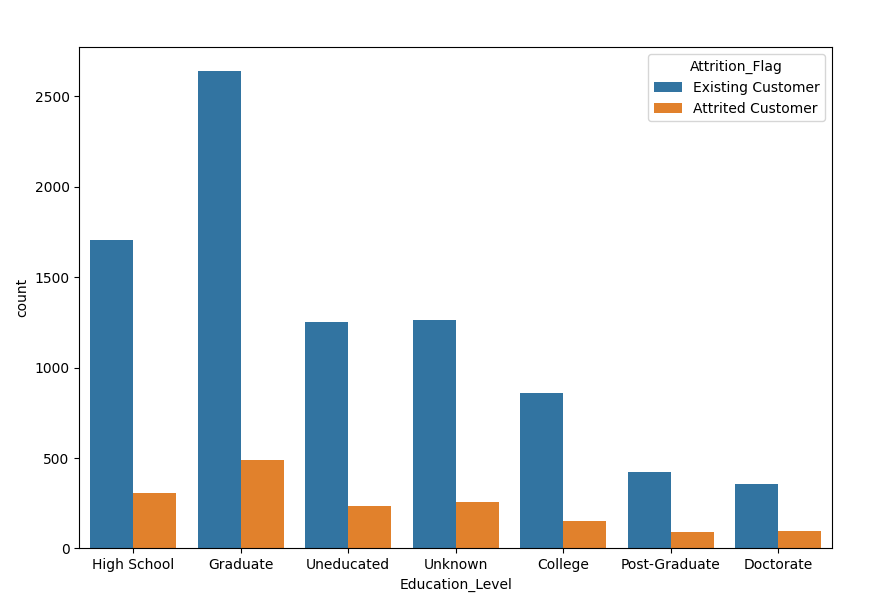 Attrition_Flag
Existing Customer
Attrited Customer
2500
2000
1500
1000
500
0
count
High School Graduate Uneducated Unknown College Post-Graduate Doctorate
Education_Level